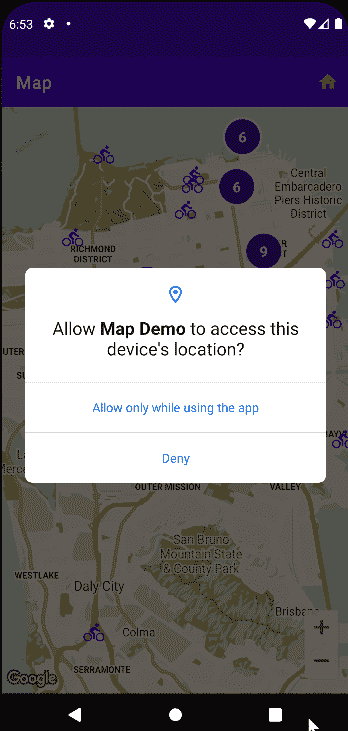 6:53
Map
6
Central
Embarcadero
Piers Historic
District
6
9
RICHMOND
DISTRICT
Allow Map Demo to access this
device's location?
Allow only while using the app
Deny
OUTER MISSION
VALLEY
San Bruno
Mountain State
& County Park
WESTLAKE
Daly City
Brisban
Colma
Google
SERRAMONTE